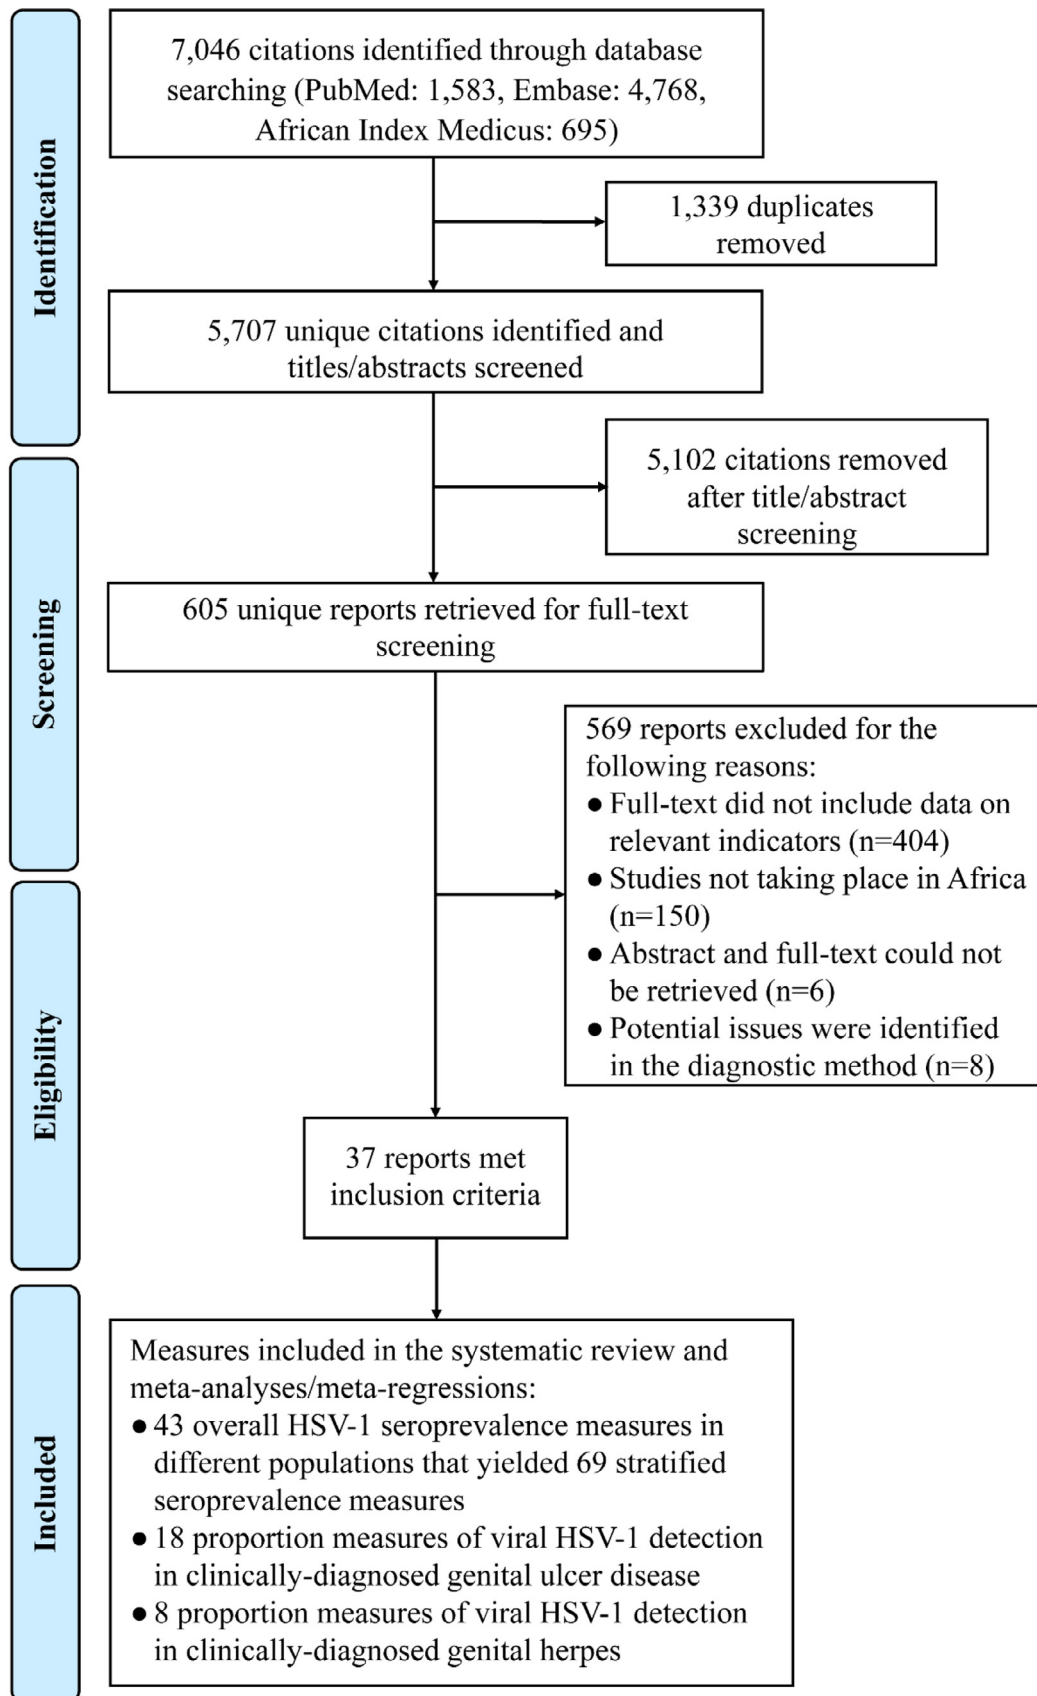 Identification
7,046 citations identified through database
searching (PubMed: 1,583, Embase: 4,768,
African Index Medicus: 695)
1,339 duplicates
removed
5,707 unique citations identified and
titles/abstracts screened
Screening
5,102 citations removed
after title/abstract
screening
605 unique reports retrieved for full-text
screening
569 reports excluded for the
following reasons:
● Full-text did not include data on
relevant indicators (n=404)
● Studies not taking place in Africa
(n=150)
● Abstract and full-text could not
be retrieved (n=6)
● Potential issues were identified
in the diagnostic method (n=8)
Eligibility
37 reports met
inclusion criteria
Included
Measures included in the systematic review and
meta-analyses/meta-regressions:
● 43 overall HSV-1 seroprevalence measures in
different populations that yielded 69 stratified
seroprevalence measures
● 18 proportion measures of viral HSV-1 detection
in clinically-diagnosed genital ulcer disease
● 8 proportion measures of viral HSV-1 detection
in clinically-diagnosed genital herpes